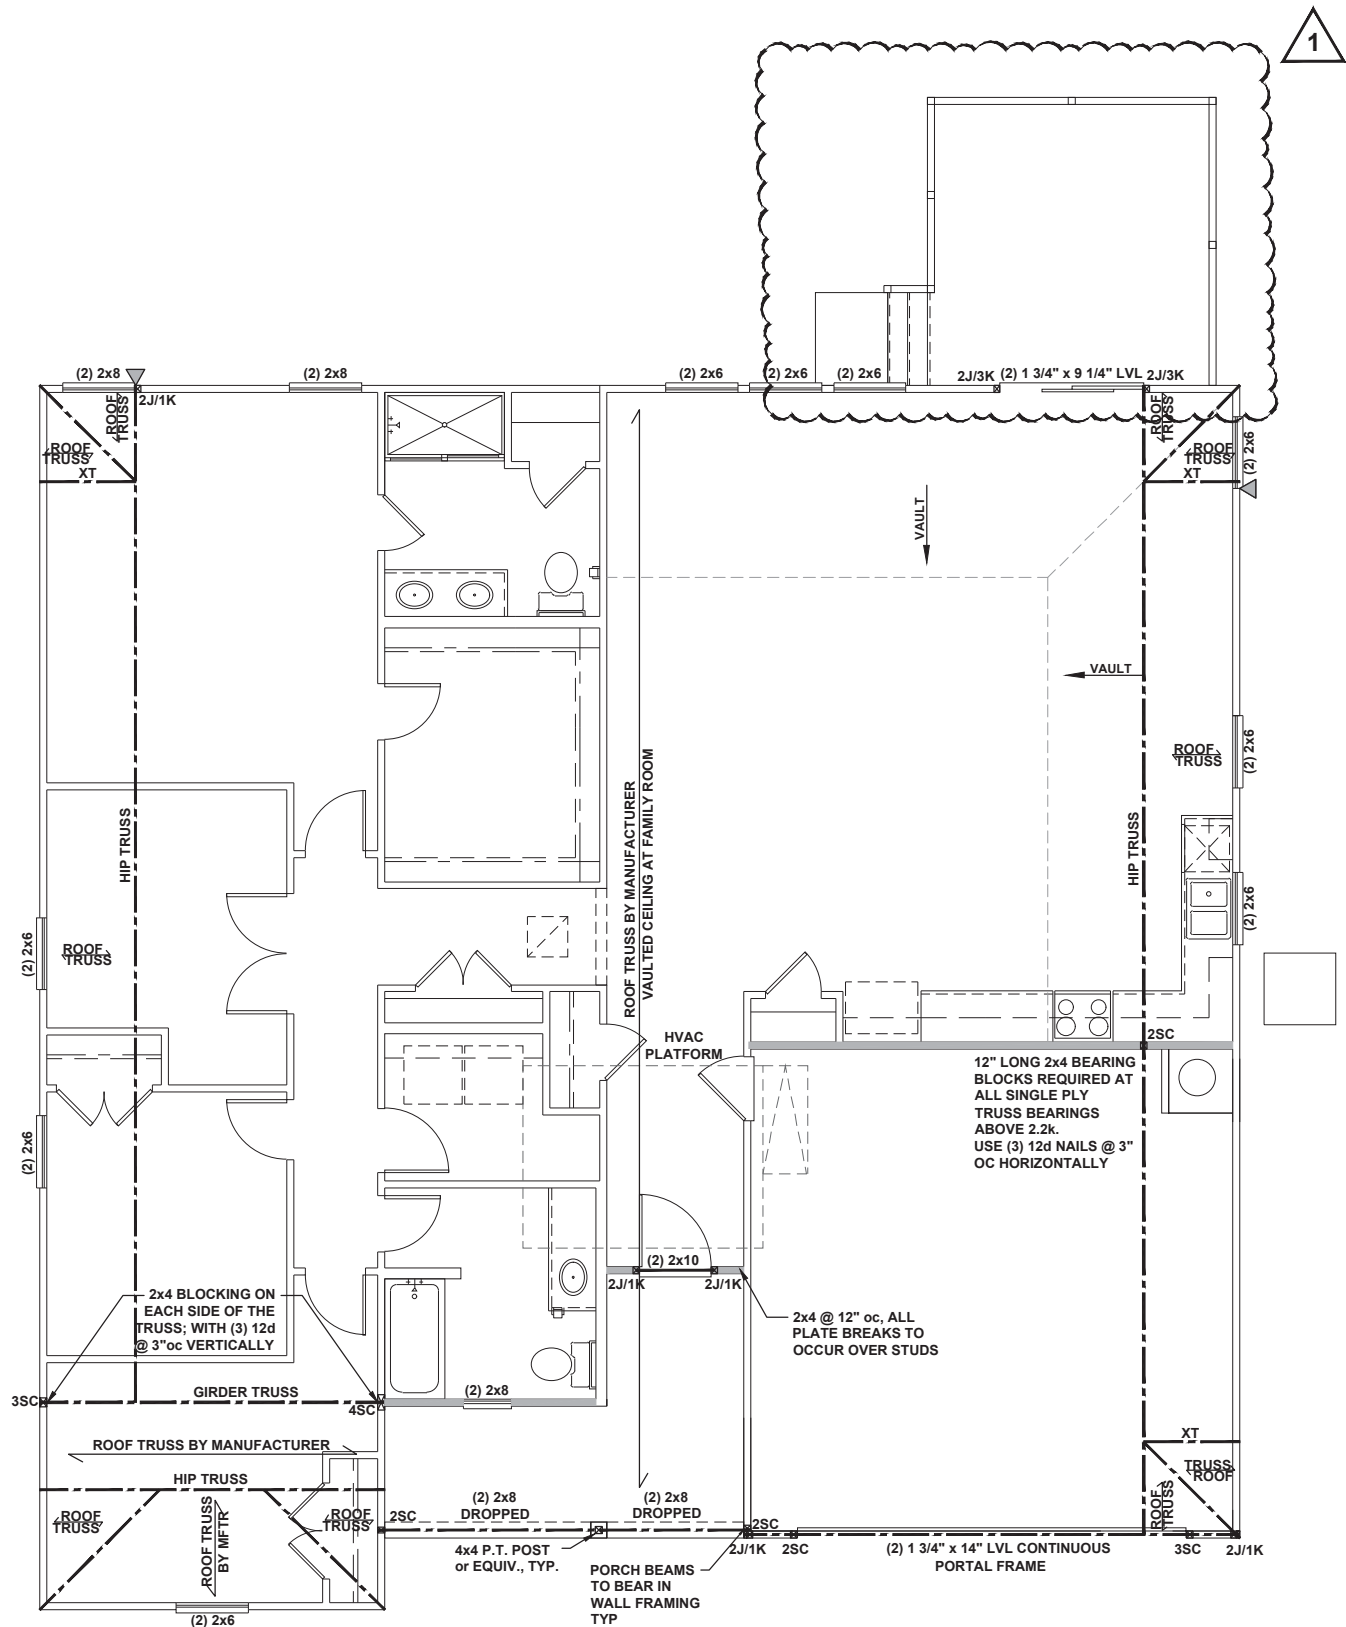 1
(2) 2x8
(2) 2x8
(2) 2x6
(2) 2x6
(2) 2x6
2J/3K
(2) 1 3/4" x 9 1/4" LVL
2J/3K
2J/1K
ROOF
TRUSS
ROOF
TRUSS
XT
ROOF
TRUSS
ROOF
TRUSS
XT
(2) 2x6
VAULT
VAULT
ROOF
TRUSS
(2) 2x6
HIP TRUSS
HIP TRUSS
ROOF TRUSS BY MANUFACTURER
VAULTED CEILING AT FAMILY ROOM
(2) 2x6
(2) 2x6
ROOF
TRUSS
HVAC
PLATFORM
2SC
12" LONG 2x4 BEARING
BLOCKS REQUIRED AT
ALL SINGLE PLY
TRUSS BEARINGS
ABOVE 2.2k.
USE (3) 12d NAILS @ 3"
OC HORIZONTALLY
(2) 2x6
(2) 2x10
2J/1K
2J/1K
2x4 BLOCKING ON
EACH SIDE OF THE
TRUSS; WITH (3) 12d
@ 3"oc VERTICALLY
2x4 @ 12" oc, ALL
PLATE BREAKS TO
OCCUR OVER STUDS
3SC
GIRDER TRUSS
4SC
(2) 2x8
ROOF TRUSS BY MANUFACTURER
HIP TRUSS
XT
TRUSS
ROOF
ROOF
TRUSS
ROOF
TRUSS
ROOF TRUSS
BY MFTR
ROOF
TRUSS
2SC
(2) 2x8
DROPPED
(2) 2x8
DROPPED
2SC
2J/1K
2SC
(2) 1 3/4" x 14" LVL CONTINUOUS
PORTAL FRAME
3SC
2J/1K
4x4 P.T. POST
or EQUIV., TYP.
PORCH BEAMS
TO BEAR IN
WALL FRAMING
TYP
(2) 2x6